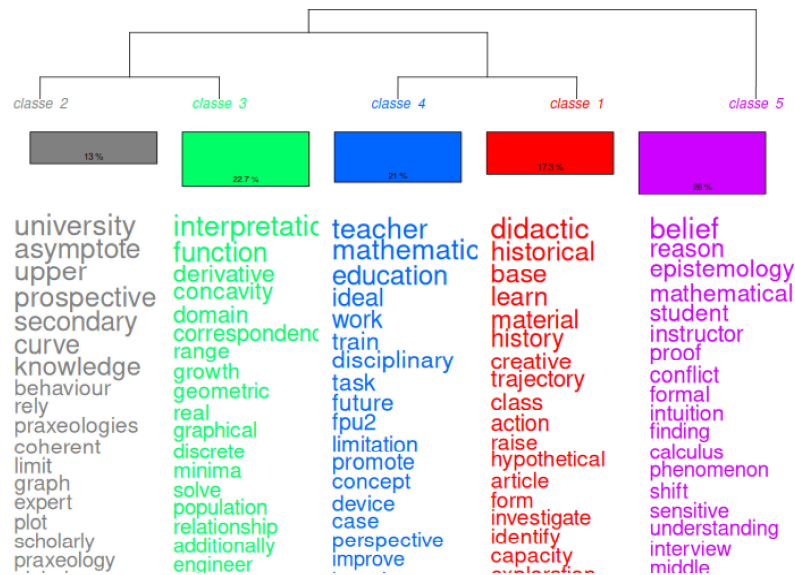 classe 2
classe 3
classe 4
classe 1
classe 5
13 %
22.7 %
21 %
17.3 %
26 %
university
asymptote
upper
prospective
secondary
curve
knowledge
behaviour
rely
praxeologies
coherent
limit
graph
expert
plot
scholarly
praxeology
interpretatic
function
derivative
concavity
domain
correspondenc
range
growth
geometric
real
graphical
discrete
minima
solve
population
relationship
additionally
engineer
teacher
mathematic
education
ideal
work
train
disciplinary
task
future
fpu2
limitation
promote
concept
device
case
perspective
improve
didactic
historical
base
learn
material
history
creative
trajectory
class
action
raise
hypothetical
article
form
investigate
identify
capacity
exploration
belief
reason
epistemology
mathematical
student
instructor
proof
conflict
formal
intuition
finding
calculus
phenomenon
shift
sensitive
understanding
interview
middle